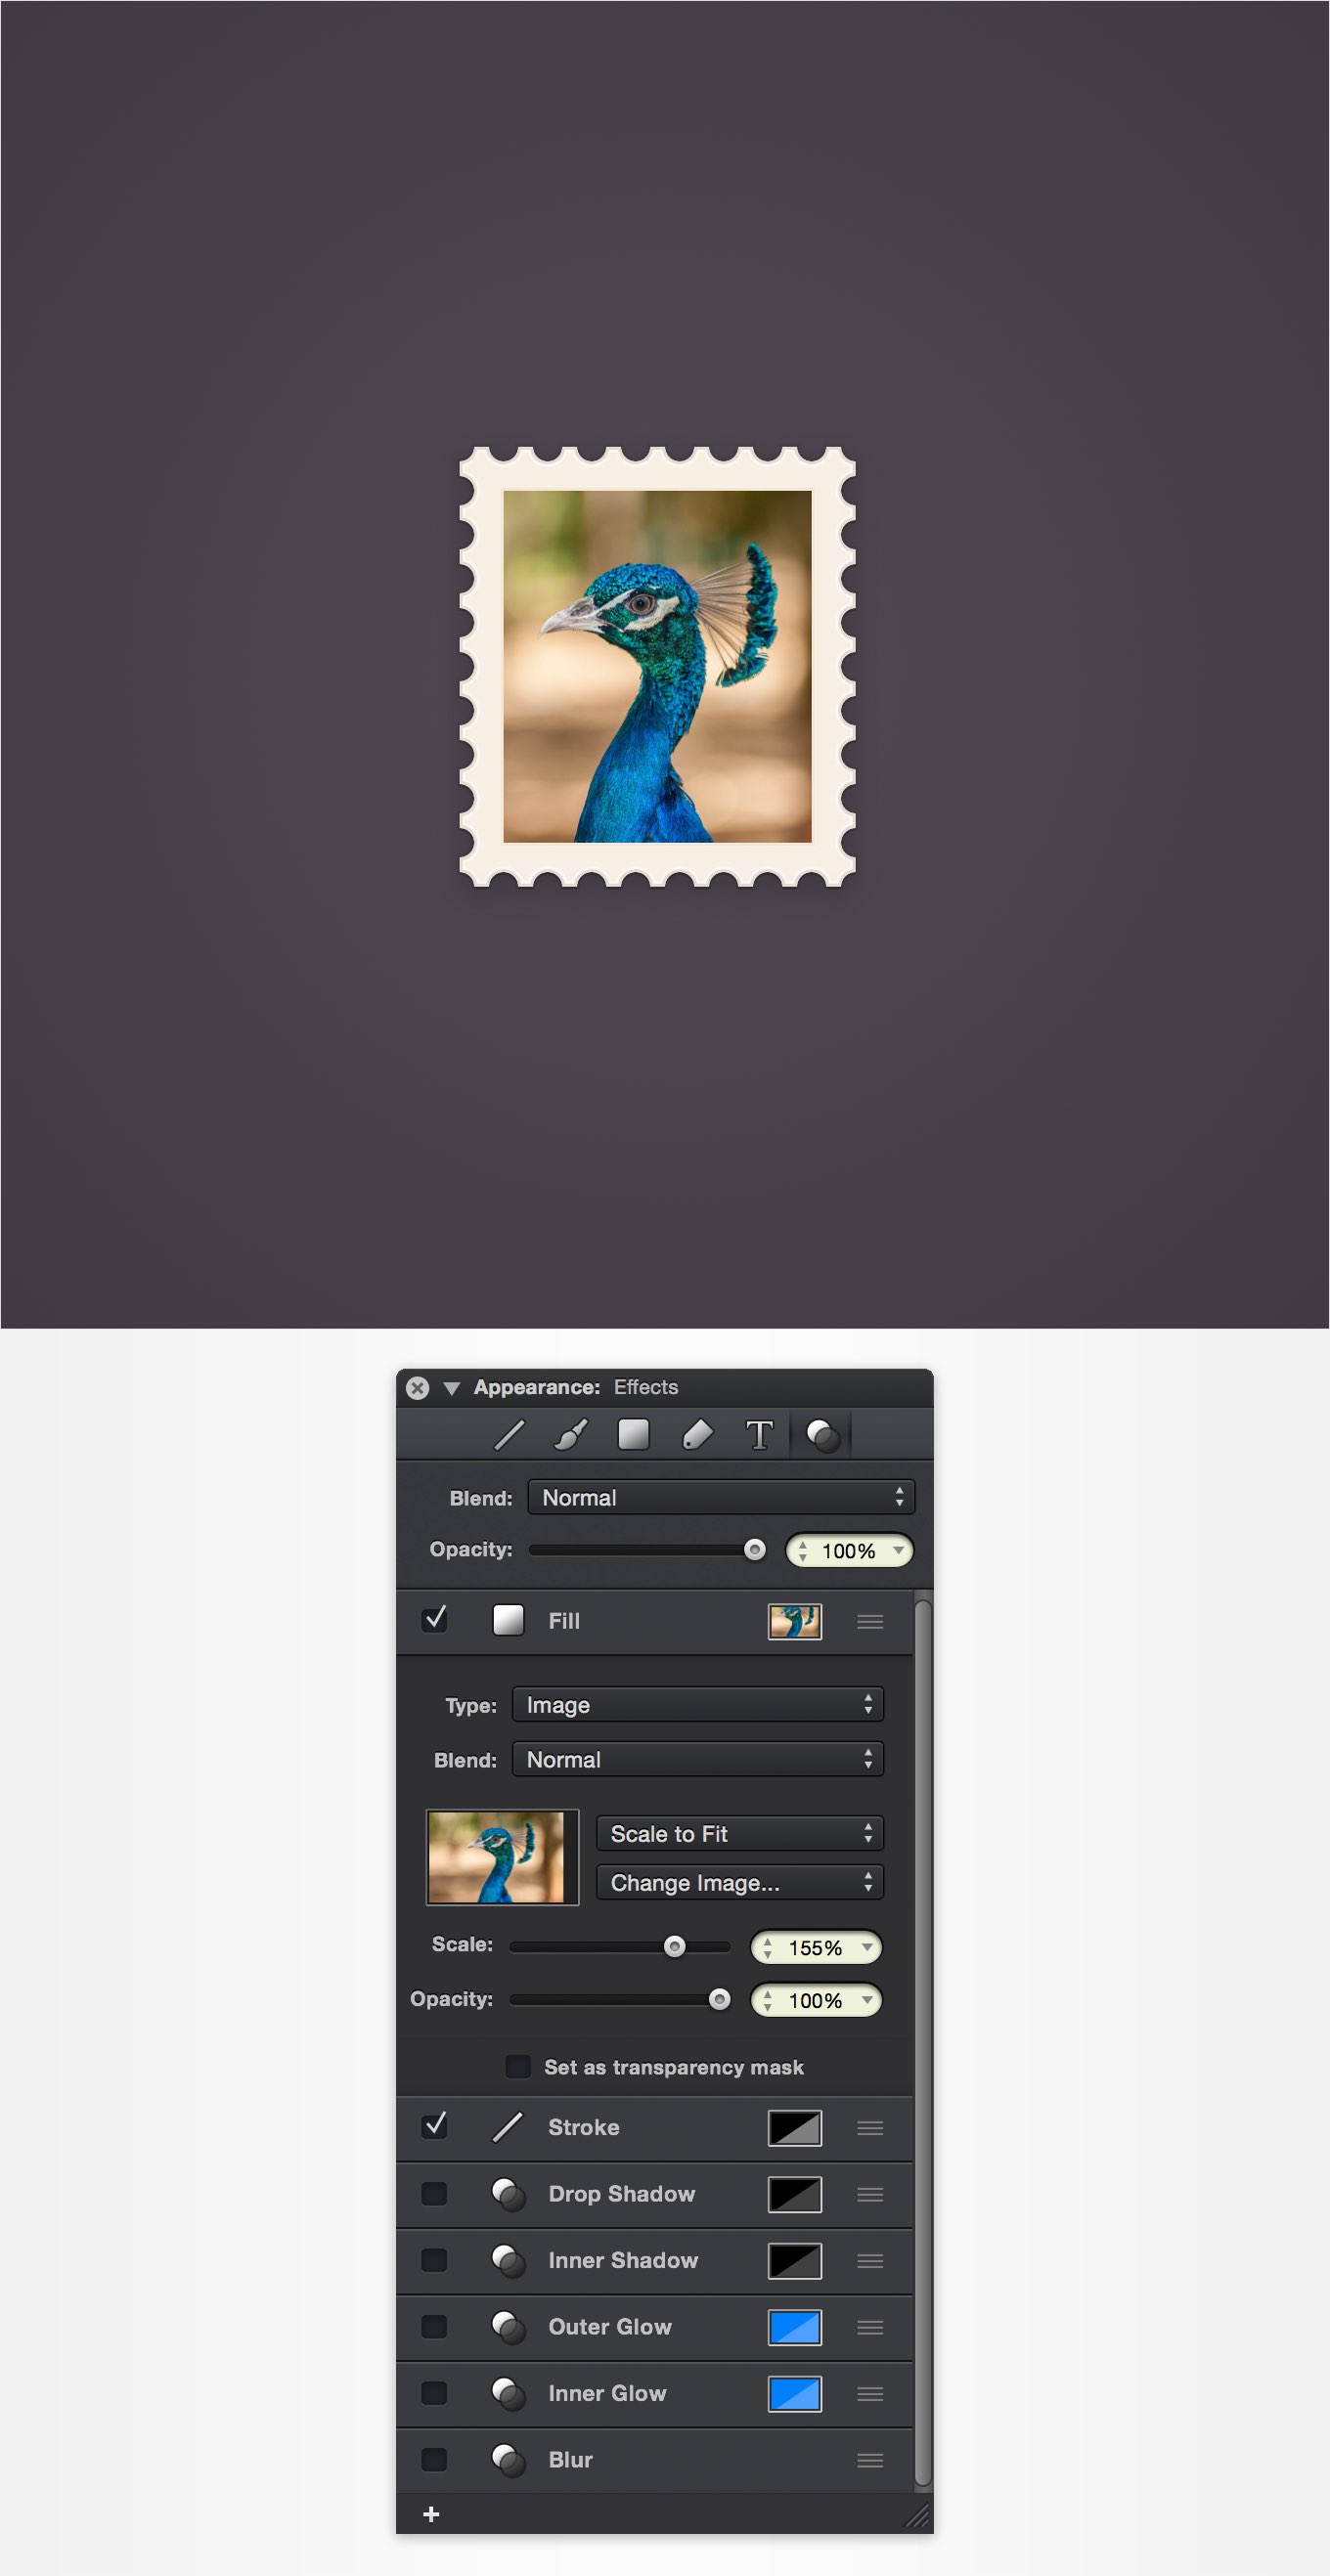 Appearance: Effects
T
Blend: Normal
Opacity: 100%
Fill
Type: Image
Blend: Normal
Scale to Fit
Change Image...
Scale: 155%
Opacity: 100%
Set as transparency mask
Stroke
Drop Shadow
Inner Shadow
Outer Glow
Inner Glow
Blur
+